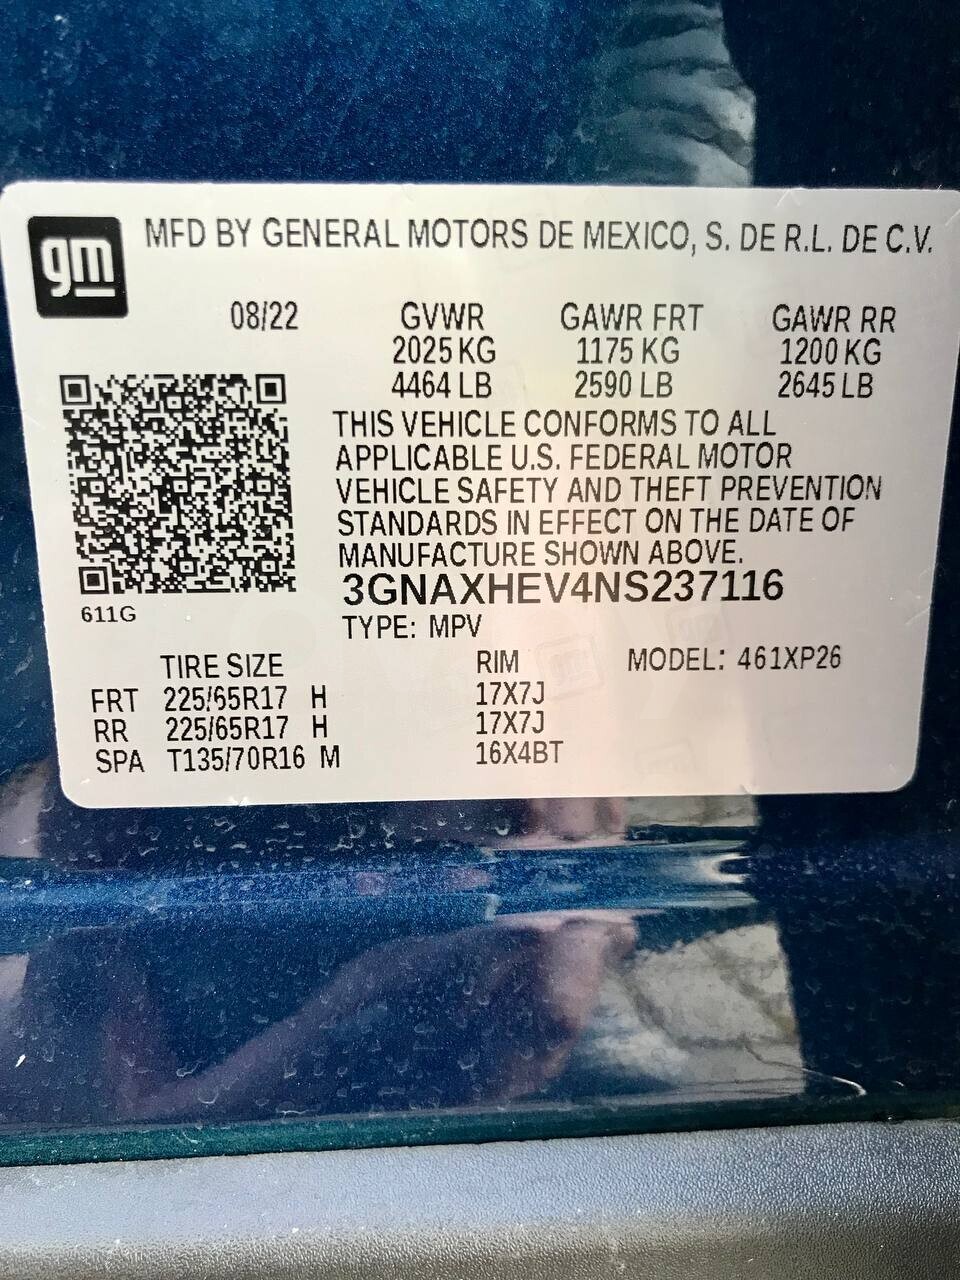 gm
MFD BY GENERAL MOTORS DE MEXICO, S. DE R.L. DE C.V.
08/22 GVWR GAWR FRT GAWR RR
2025 KG 1175 KG 1200 KG
4464 LB 2590 LB 2645 LB
THIS VEHICLE CONFORMS TO ALL
APPLICABLE U.S. FEDERAL MOTOR
VEHICLE SAFETY AND THEFT PREVENTION
STANDARDS IN EFFECT ON THE DATE OF
MANUFACTURE SHOWN ABOVE.
3GNAXHEV4NS237116
611G
TYPE: MPV
TIRE SIZE RIM MODEL: 461XP26
FRT 225/65R17 H 17X7J
RR 225/65R17 H 17X7J
SPA T135/70R16 M 16X4BT